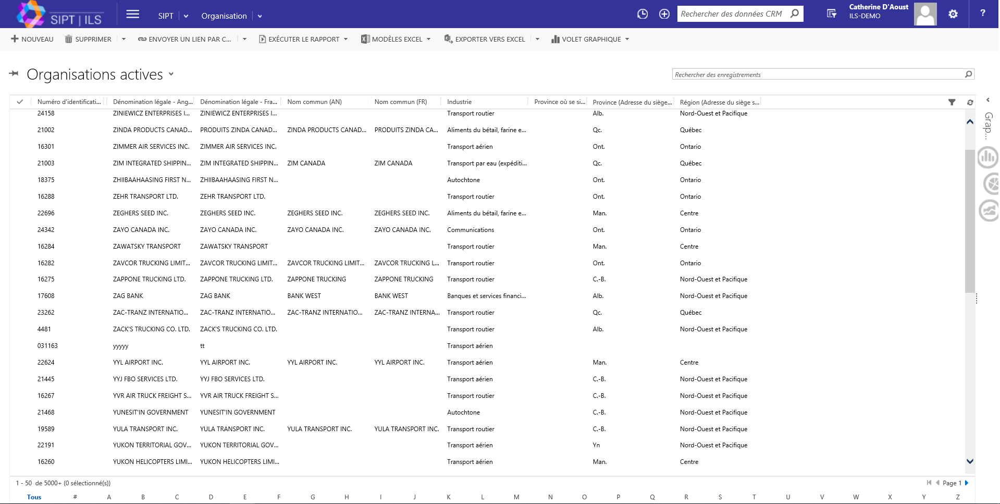 SIPT | ILS
SIPT
Organisation
Rechercher des données CRM
Catherine D'Aoust
ILS-DEMO
?
NOUVEAU
SUPPRIMER
ENVOYER UN LIEN PAR C...
EXÉCUTER LE RAPPORT
MODÈLES EXCEL
EXPORTER VERS EXCEL
VOLET GRAPHIQUE
Organisations actives
Rechercher des enregistrements
Numéro d'identificati... Dénomination légale - Ang... Dénomination légale - Fra... Nom commun (AN) Nom commun (FR) Industrie Province où se si... Province (Adresse du siège... Région (Adresse du siège s...
24158 ZINIEWICZ ENTERPRISES I... ZINIEWICZ ENTERPRISES I... Transport routier Alb. Nord-Ouest et Pacifique
21002 ZINDA PRODUCTS CANAD... PRODUITS ZINDA CANAD... ZINDA PRODUCTS CANAD... PRODUITS ZINDA CA... Aliments du bétail, farine e... Qc. Québec
16301 ZIMMER AIR SERVICES INC. ZIMMER AIR SERVICES INC. Transport aérien Ont. Ontario
21003 ZIM INTEGRATED SHIPPIN... ZIM INTEGRATED SHIPPIN... ZIM CANADA ZIM CANADA Transport par eau (expéditi... Qc. Québec
18375 ZHIIBAAHAASING FIRST N... ZHIIBAAHAASING FIRST N... Autochtone Ont. Ontario
16288 ZEHR TRANSPORT LTD. ZEHR TRANSPORT LTD. Transport routier Ont. Ontario
22696 ZEGHERS SEED INC. ZEGHERS SEED INC. ZEGHERS SEED INC. ZEGHERS SEED INC. Aliments du bétail, farine e... Man. Centre
24342 ZAYO CANADA INC. ZAYO CANADA INC. ZAYO CANADA INC. ZAYO CANADA INC. Communications Ont. Ontario
16284 ZAWATSKY TRANSPORT ZAWATSKY TRANSPORT Transport routier Man. Centre
16282 ZAVCOR TRUCKING LIMIT... ZAVCOR TRUCKING LIMIT... ZAVCOR TRUCKING LIMIT... ZAVCOR TRUCKING L... Transport routier Ont. Ontario
16275 ZAPPONE TRUCKING LTD. ZAPPONE TRUCKING LTD. ZAPPONE TRUCKING ZAPPONE TRUCKING Transport routier C.-B. Nord-Ouest et Pacifique
17608 ZAG BANK ZAG BANK BANK WEST BANK WEST Banques et services financi... Alb. Nord-Ouest et Pacifique
23262 ZAC-TRANZ INTERNATIO... ZAC-TRANZ INTERNATIO... ZAC-TRANZ INTERNATIO... ZAC-TRANZ INTERNA... Transport routier Qc. Québec
4481 ZACK'S TRUCKING CO. LTD. ZACK'S TRUCKING CO. LTD. Transport routier Alb. Nord-Ouest et Pacifique
031163 yyyyy tt Transport aérien
22624 YYL AIRPORT INC. YYL AIRPORT INC. YYL AIRPORT INC. YYL AIRPORT INC. Transport aérien Man. Centre
21445 YYJ FBO SERVICES LTD. YYJ FBO SERVICES LTD. Transport aérien C.-B. Nord-Ouest et Pacifique
16267 YVR AIR TRUCK FREIGHT S... YVR AIR TRUCK FREIGHT S... Transport routier C.-B. Nord-Ouest et Pacifique
21468 YUNESIT'IN GOVERNMENT YUNESIT'IN GOVERNMENT Autochtone C.-B. Nord-Ouest et Pacifique
19589 YULA TRANSPORT INC. YULA TRANSPORT INC. YULA TRANSPORT INC. YULA TRANSPORT INC. Transport routier C.-B. Nord-Ouest et Pacifique
22191 YUKON TERRITORIAL GOV... YUKON TERRITORIAL GOV... Transport aérien Yn Nord-Ouest et Pacifique
16260 YUKON HELICOPTERS LIMI... YUKON HELICOPTERS LIMI... Transport aérien Man. Centre
Grap...
1 - 50 de 5000+ (0 sélectionné(s))
Page 1
Tous # A B C D E F G H I J K L M N O P Q R S T U V W X Y Z